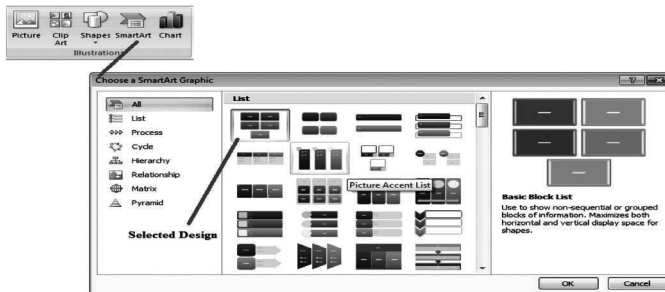 Picture Clip Art Shapes SmartArt Chart
Illustrations
Choose a SmartArt Graphic
All
List
Process
Cycle
Hierarchy
Relationship
Matrix
Pyramid
List
Picture Accent List
Selected Design
Basic Block List
Use to show non-sequential or grouped
blocks of information. Maximizes both
horizontal and vertical display space for
shapes.
OK Cancel